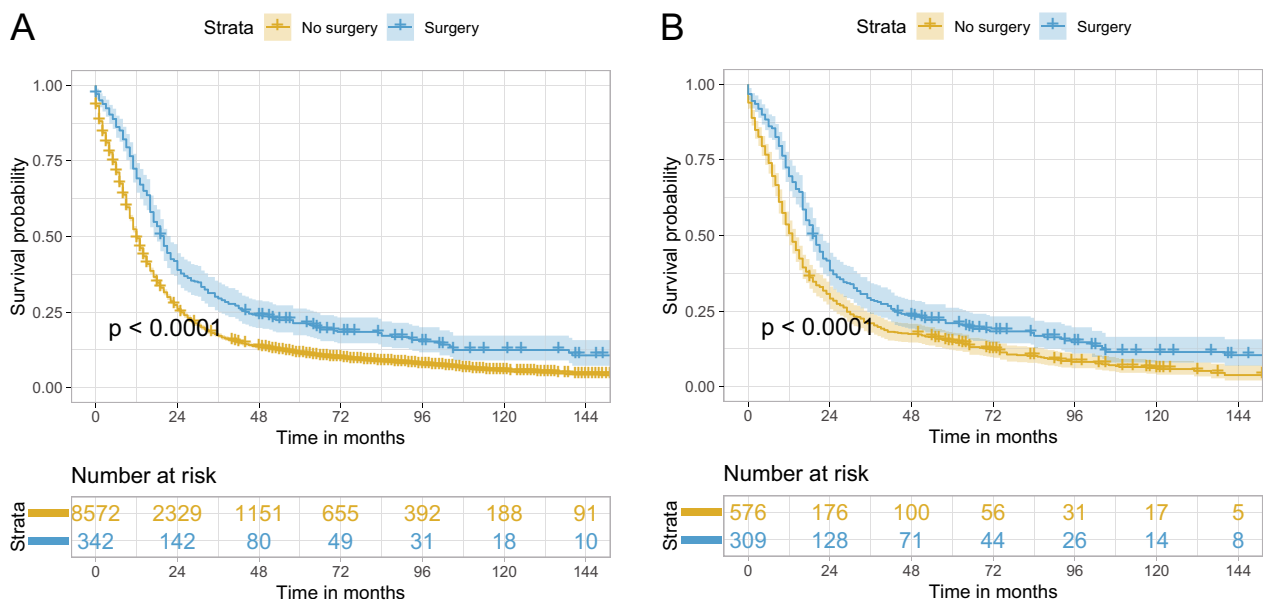 A
Strata No surgery Surgery
Survival probability
1.00
0.75
0.50
0.25
0.00
p < 0.0001
0 24 48 72 96 120 144
Time in months
Number at risk
Strata
8572 2329 1151 655 392 188 91
342 142 80 49 31 18 10
0 24 48 72 96 120 144
Time in months
B
Strata No surgery Surgery
Survival probability
1.00
0.75
0.50
0.25
0.00
p < 0.0001
0 24 48 72 96 120 144
Time in months
Number at risk
Strata
576 176 100 56 31 17 5
309 128 71 44 26 14 8
0 24 48 72 96 120 144
Time in months